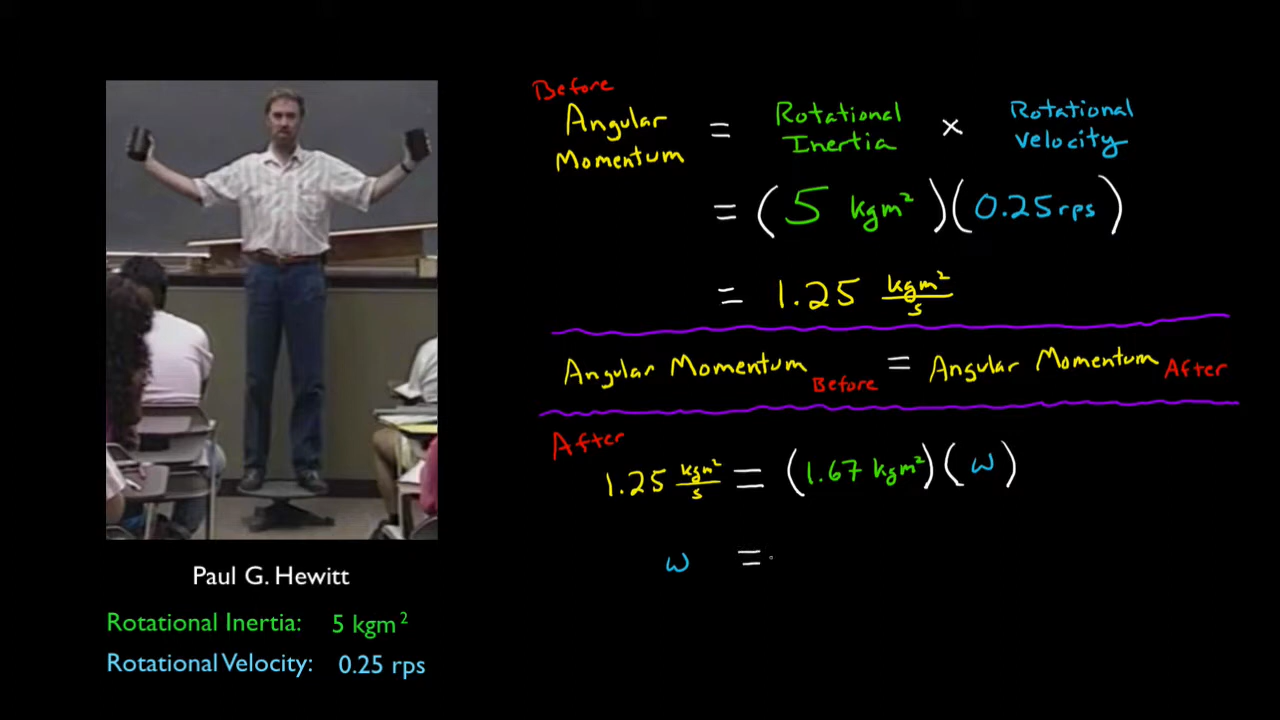 Before
Angular Momentum = Rotational Inertia × Rotational velocity
= (5 kgm²)(0.25 rps)
= 1.25 kgm²/s
Angular Momentum Before = Angular Momentum After
After
1.25 kgm²/s = (1.67 kgm²)(ω)
ω =
Paul G. Hewitt
Rotational Inertia: 5 kgm²
Rotational Velocity: 0.25 rps